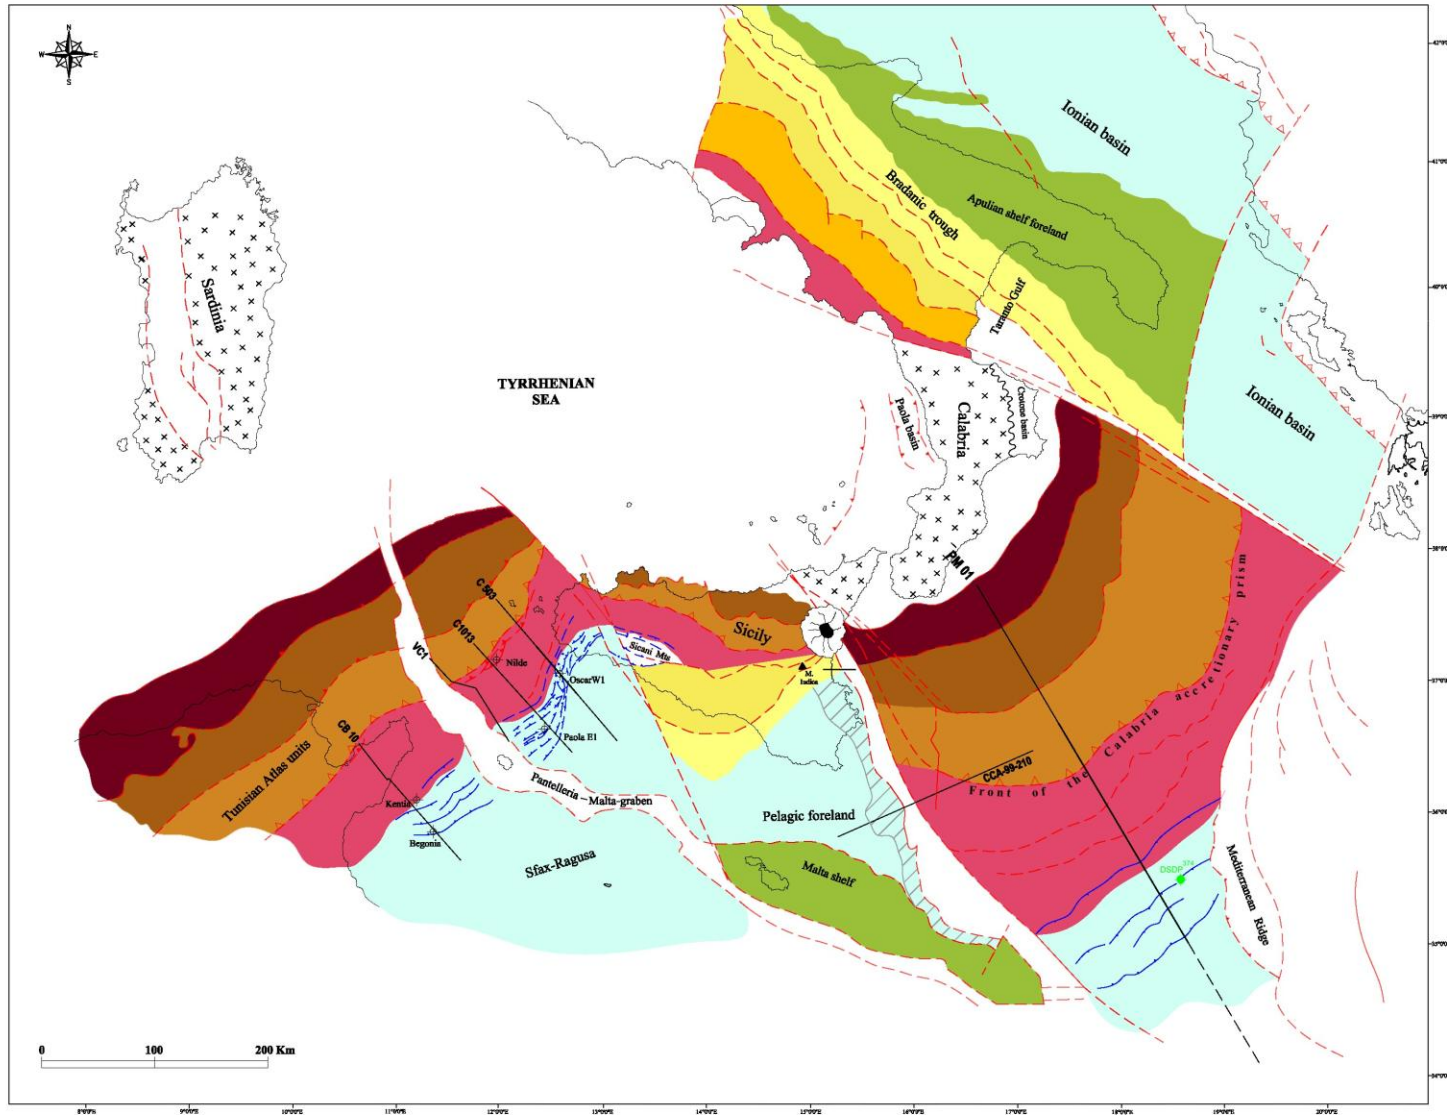 N
W E
S
Ionian basin
Bradanic trough
Apulian shelf foreland
Taranto Gulf
Sardinia
TYRRHENIAN
SEA
Paola basin
Calabria
Crotone basin
Ionian basin
PM 01
C 503
C1013
VC1
Nilde
OscarW1
Paola E1
Sicani Mts
Sicily
M.
Iudica
CB 10
Tunisian Atlas units
Kentia
Begonia
Pantelleria - Malta-graben
Sfax-Ragusa
Pelagic foreland
Malta shelf
CCA-99-210
Front of the Calabria accretionary prism
DSDP 374
Mediterranean Ridge
0 100 200 Km